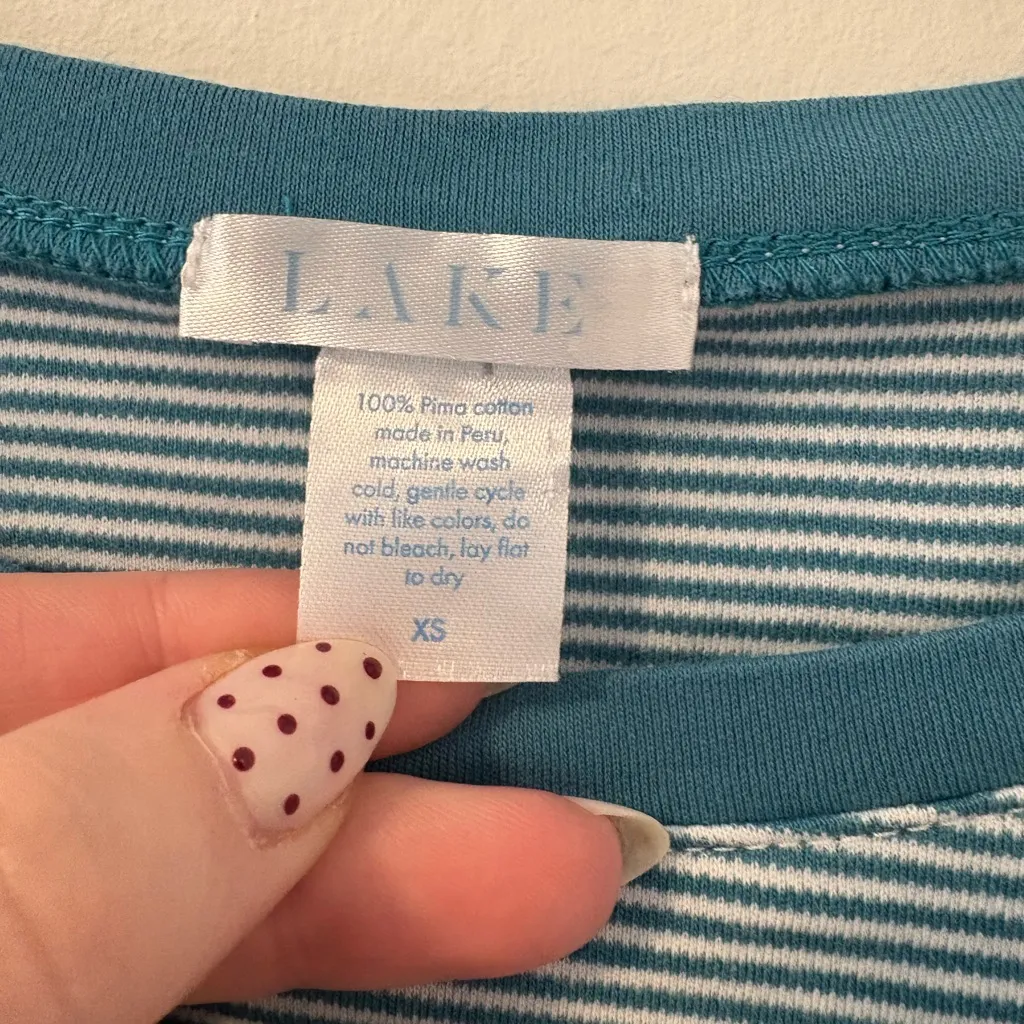 LAKE
100% Pima cotton
made in Peru,
machine wash
cold, gentle cycle
with like colors, do
not bleach, lay flat
to dry
XS